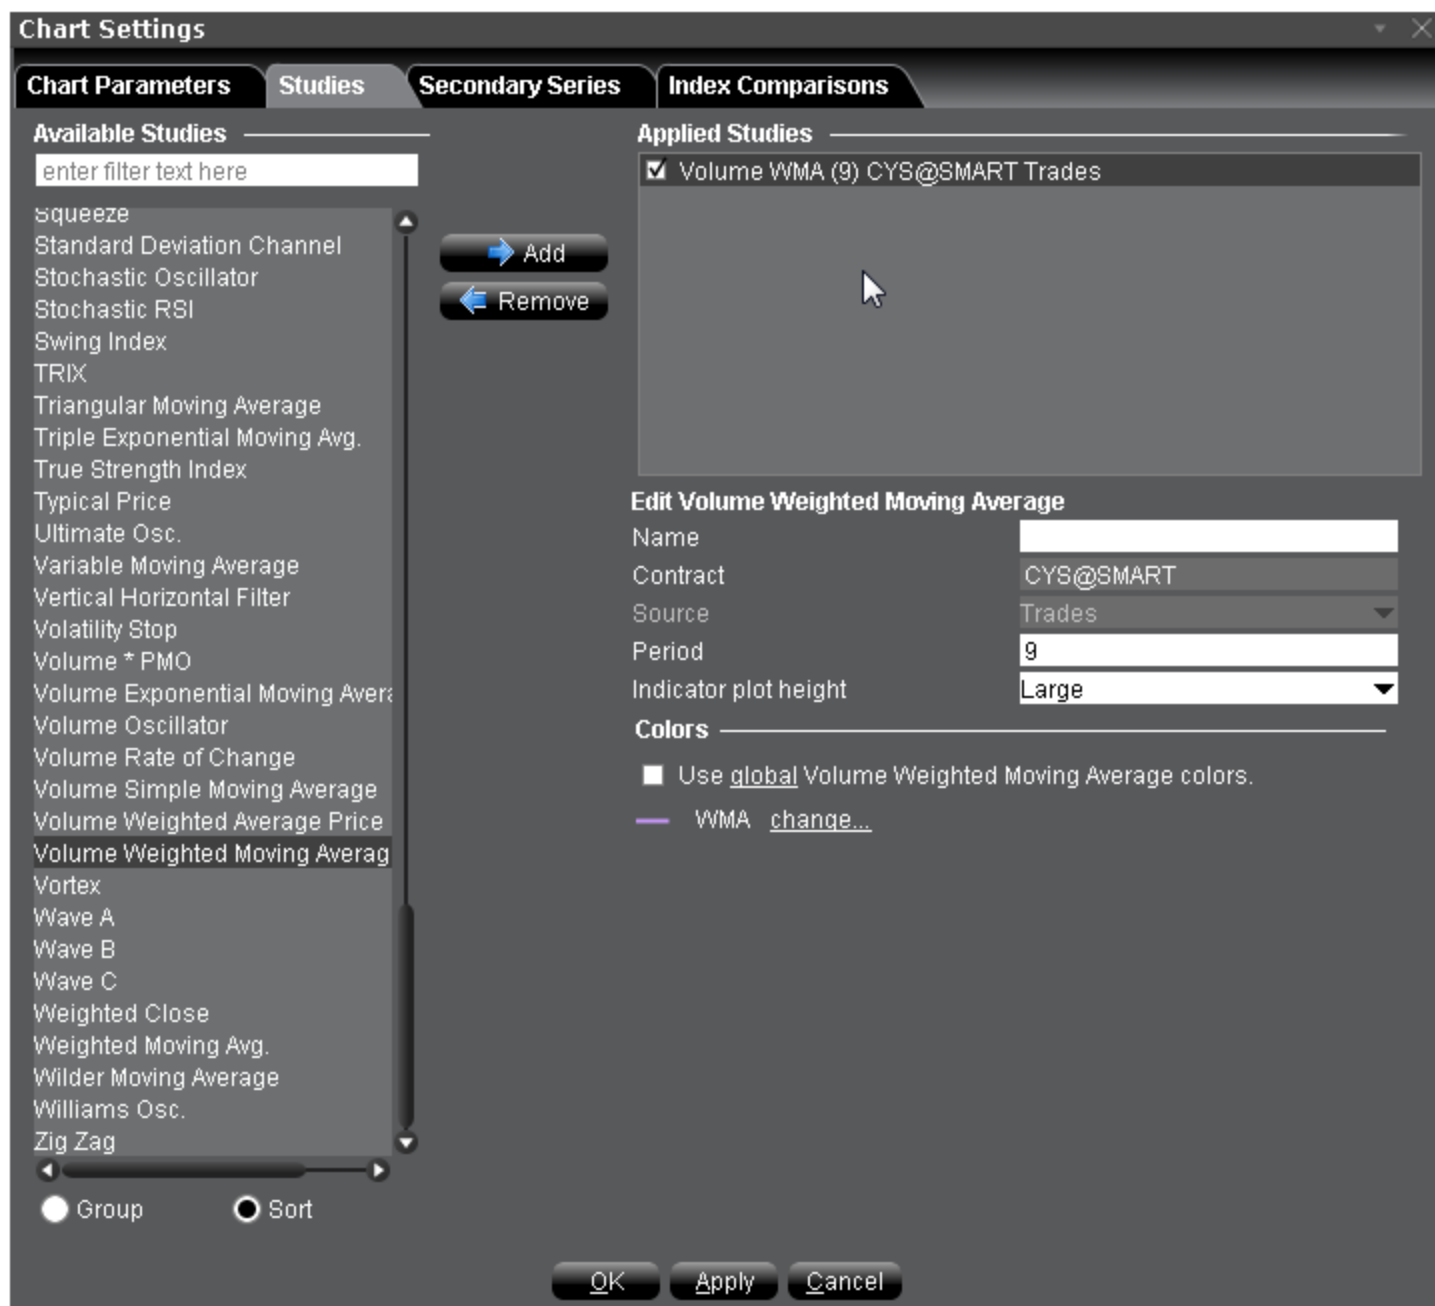 Chart Settings
Chart Parameters
Studies
Secondary Series
Index Comparisons
Available Studies
enter filter text here
Squeeze
Standard Deviation Channel
Stochastic Oscillator
Stochastic RSI
Swing Index
TRIX
Triangular Moving Average
Triple Exponential Moving Avg.
True Strength Index
Typical Price
Ultimate Osc.
Variable Moving Average
Vertical Horizontal Filter
Volatility Stop
Volume * PMO
Volume Exponential Moving Avera
Volume Oscillator
Volume Rate of Change
Volume Simple Moving Average
Volume Weighted Average Price
Volume Weighted Moving Averag
Vortex
Wave A
Wave B
Wave C
Weighted Close
Weighted Moving Avg.
Wilder Moving Average
Williams Osc.
Zig Zag
Group
Sort
Add
Remove
Applied Studies
Volume WMA (9) CYS@SMART Trades
Edit Volume Weighted Moving Average
Name
Contract CYS@SMART
Source Trades
Period 9
Indicator plot height Large
Colors
Use global Volume Weighted Moving Average colors.
WMA change...
OK
Apply
Cancel